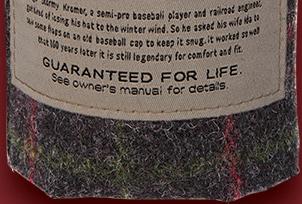 Stormy Kromer, a semi-pro baseball player and railroad engineer,
kind of losing his hat to the winter wind. So he asked his wife Ida to
sew some flaps on an old baseball cap to keep it snug. It worked so well
that 100 years later it is still legendary for comfort and fit.
GUARANTEED FOR LIFE.
See owner's manual for details.